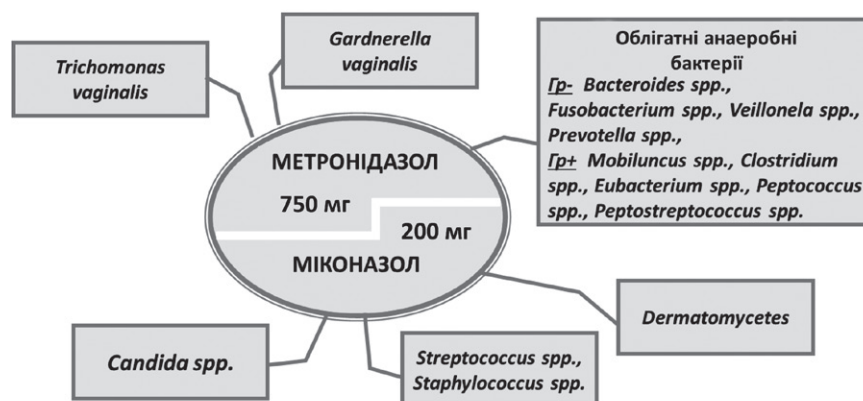 Trichomonas
vaginalis
Gardnerella
vaginalis
Облігатні анаеробні
бактерії
Гр- Bacteroides spp.,
Fusobacterium spp., Veillonela spp.,
Prevotella spp.,
Гр+ Mobiluncus spp., Clostridium
spp., Eubacterium spp., Peptococcus
spp., Peptostreptococcus spp.
МЕТРОНІДАЗОЛ
750 мг
200 мг
МІКОНАЗОЛ
Candida spp.
Streptococcus spp.,
Staphylococcus spp.
Dermatomycetes